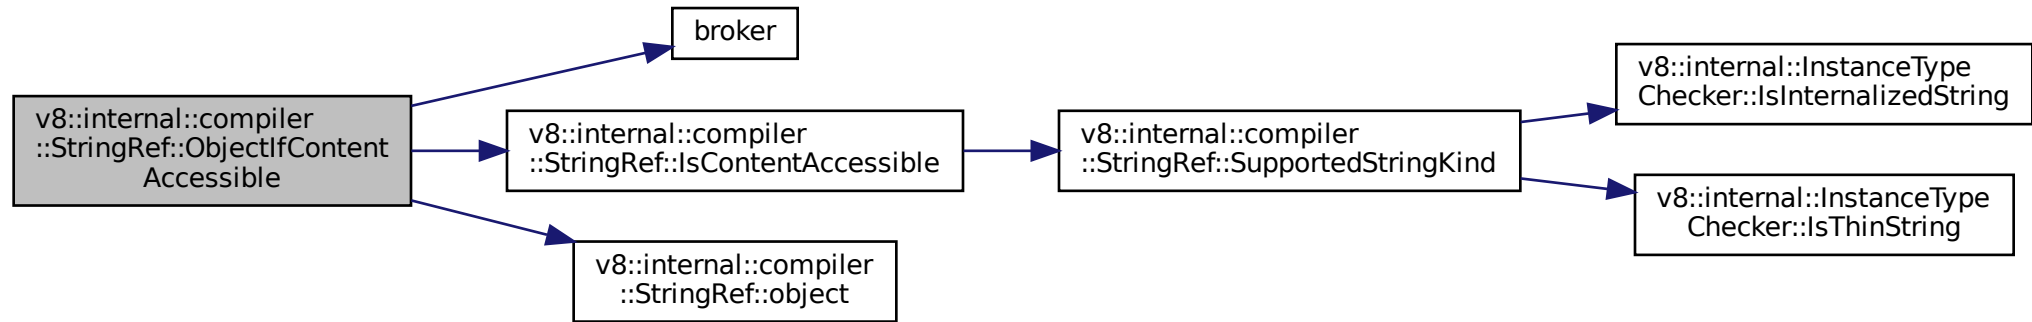 broker
v8::internal::compiler
::StringRef::ObjectIfContent
Accessible
v8::internal::compiler
::StringRef::IsContentAccessible
v8::internal::compiler
::StringRef::object
v8::internal::compiler
::StringRef::SupportedStringKind
v8::internal::InstanceType
Checker::IsInternalizedString
v8::internal::InstanceType
Checker::IsThinString